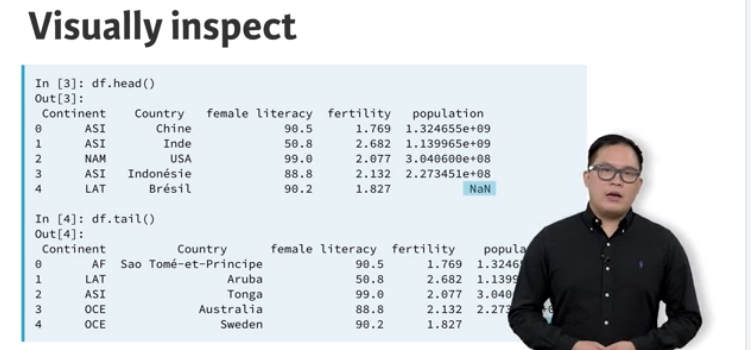 Visually inspect
In [3]: df.head()
Out[3]:
Continent Country female literacy fertility population
0 ASI Chine 90.5 1.769 1.324655e+09
1 ASI Inde 50.8 2.682 1.139965e+09
2 NAM USA 99.0 2.077 3.040600e+08
3 ASI Indonésie 88.8 2.132 2.273451e+08
4 LAT Brésil 90.2 1.827 NaN
In [4]: df.tail()
Out[4]:
Continent Country female literacy fertility popula
0 AF Sao Tomé-et-Principe 90.5 1.769 1.3246
1 LAT Aruba 50.8 2.682 1.1399
2 ASI Tonga 99.0 2.077 3.040
3 OCE Australia 88.8 2.132 2.273
4 OCE Sweden 90.2 1.827